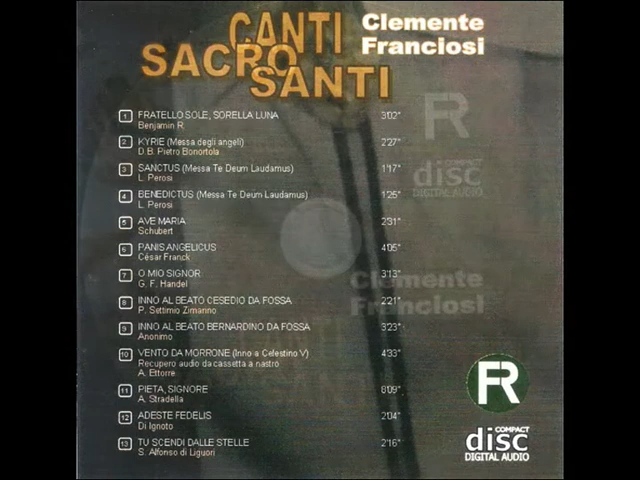 CANTI
SACRO
SANTI
Clemente
Franciosi
1 FRATELLO SOLE, SORELLA LUNA 3'02"
Benjamin R.
2 KYRIE (Messa degli angeli) 2'27"
D.B. Pietro Bonortola
3 SANCTUS (Messa Te Deum Laudamus) 1'17"
L. Perosi
4 BENEDICTUS (Messa Te Deum Laudamus) 1'25"
L. Perosi
5 AVE MARIA 2'31"
Schubert
6 PANIS ANGELICUS 4'05"
César Franck
7 O MIO SIGNOR 3'13"
G. F. Handel
8 INNO AL BEATO CESEDIO DA FOSSA 2'21"
P. Settimio Zimarino
9 INNO AL BEATO BERNARDINO DA FOSSA 3'23"
Anonimo
10 VENTO DA MORRONE (Inno a Celestino V) 4'33"
Recupero audio da cassetta a nastro
A. Ettorre
11 PIETA, SIGNORE 8'09"
A. Stradella
12 ADESTE FEDELIS 2'04"
Di Ignoto
13 TU SCENDI DALLE STELLE 2'16"
S. Alfonso di Liguori
R
COMPACT
disc
DIGITAL AUDIO
Clemente
Franciosi
CANTI
SANTI
FR
COMPACT
disc
DIGITAL AUDIO